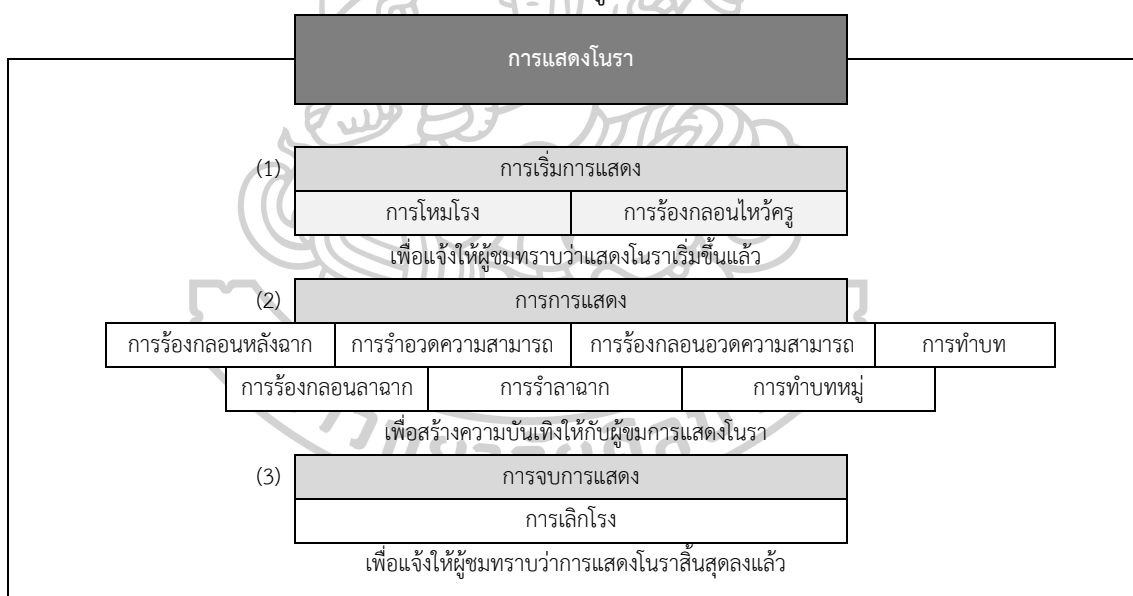 การแสดงโนรา
(1) การเริ่มการแสดง
การโหมโรง การร้องกลอนไหว้ครู
เพื่อแจ้งให้ผู้ชมทราบว่าแสดงโนราเริ่มขึ้นแล้ว
(2) การการแสดง
การร้องกลอนหลังฉาก การรำอวดความสามารถ การร้องกลอนอวดความสามารถ การทำบท
การร้องกลอนลาฉาก การรำลาฉาก การทำบทหมู่
เพื่อสร้างความบันเทิงให้กับผู้ขมการแสดงโนรา
(3) การจบการแสดง
การเลิกโรง
เพื่อแจ้งให้ผู้ชมทราบว่าการแสดงโนราสิ้นสุดลงแล้ว